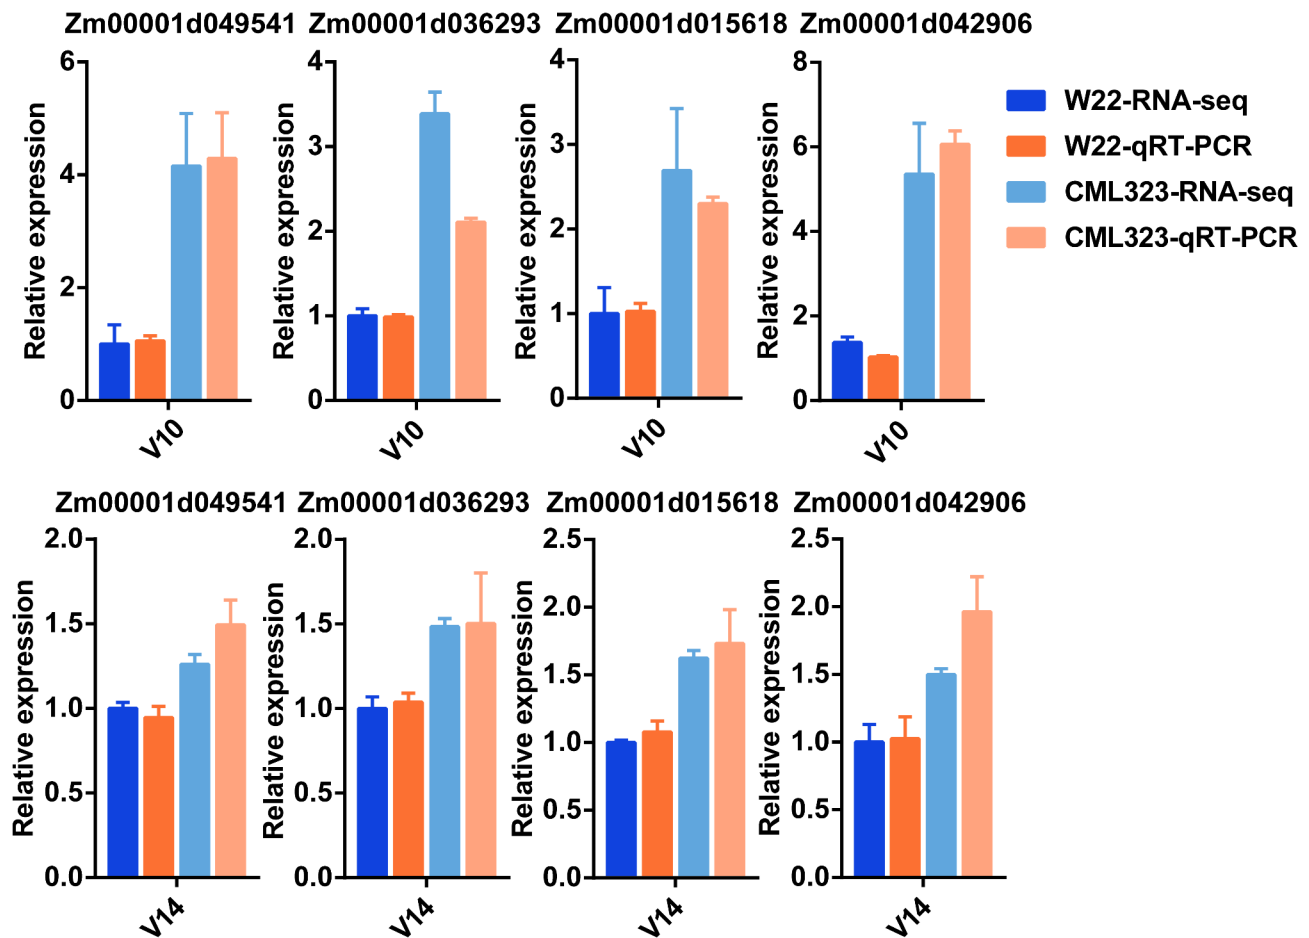 Zm00001d049541 Zm00001d036293 Zm00001d015618 Zm00001d042906
Relative expression
6
4
2
0
V10
Relative expression
4
3
2
1
0
V10
Relative expression
4
3
2
1
0
V10
Relative expression
8
6
4
2
0
V10
W22-RNA-seq
W22-qRT-PCR
CML323-RNA-seq
CML323-qRT-PCR
Zm00001d049541 Zm00001d036293 Zm00001d015618 Zm00001d042906
Relative expression
2.0
1.5
1.0
0.5
0.0
V14
Relative expression
2.0
1.5
1.0
0.5
0.0
V14
Relative expression
2.5
2.0
1.5
1.0
0.5
0.0
V14
Relative expression
2.5
2.0
1.5
1.0
0.5
0.0
V14